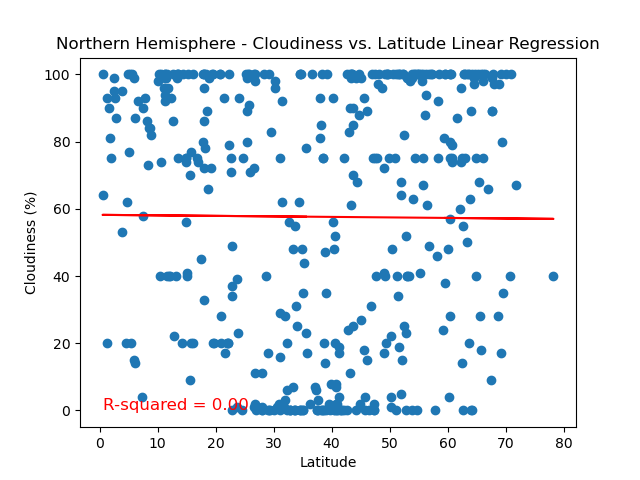 Northern Hemisphere - Cloudiness vs. Latitude Linear Regression
100
80
60
40
20
0
Cloudiness (%)
R-squared = 0.00
0 10 20 30 40 50 60 70 80
Latitude